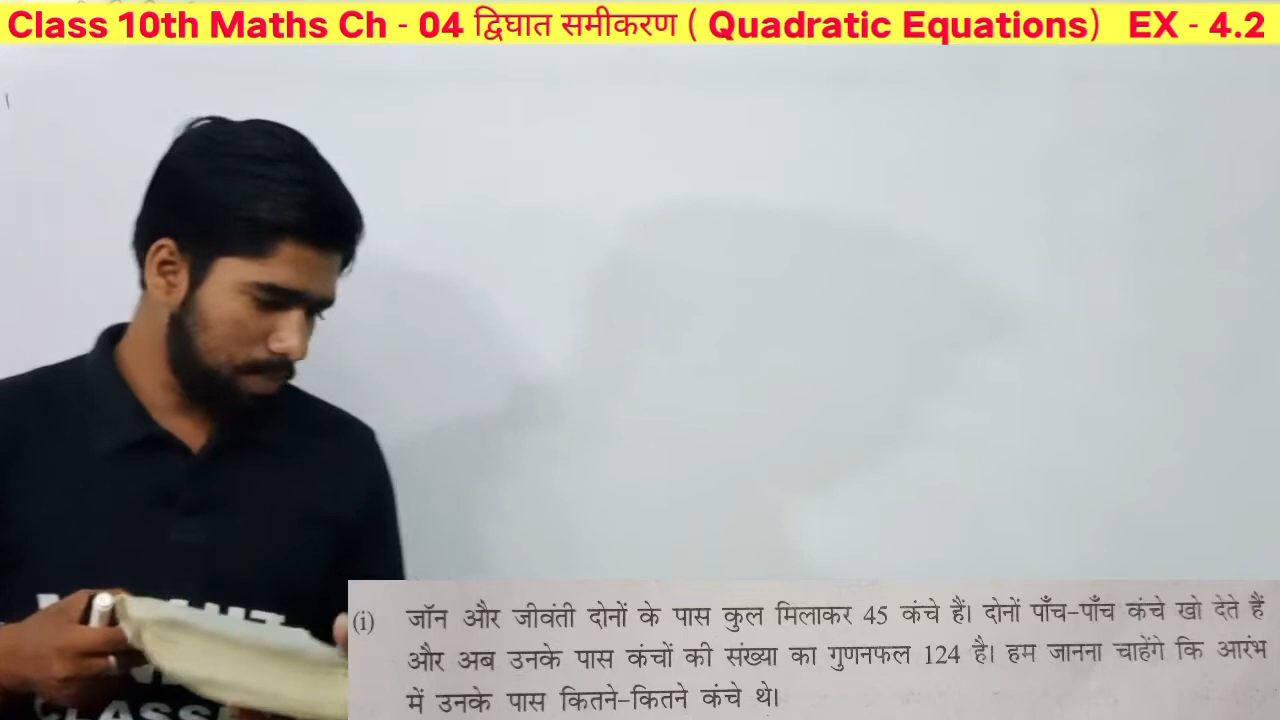 Class 10th Maths Ch - 04 द्विघात समीकरण ( Quadratic Equations) EX - 4.2
(i) जॉन और जीवंती दोनों के पास कुल मिलाकर 45 कंचे हैं। दोनों पाँच-पाँच कंचे खो देते हैं
और अब उनके पास कंचों की संख्या का गुणनफल 124 है। हम जानना चाहेंगे कि आरंभ
में उनके पास कितने-कितने कंचे थे।